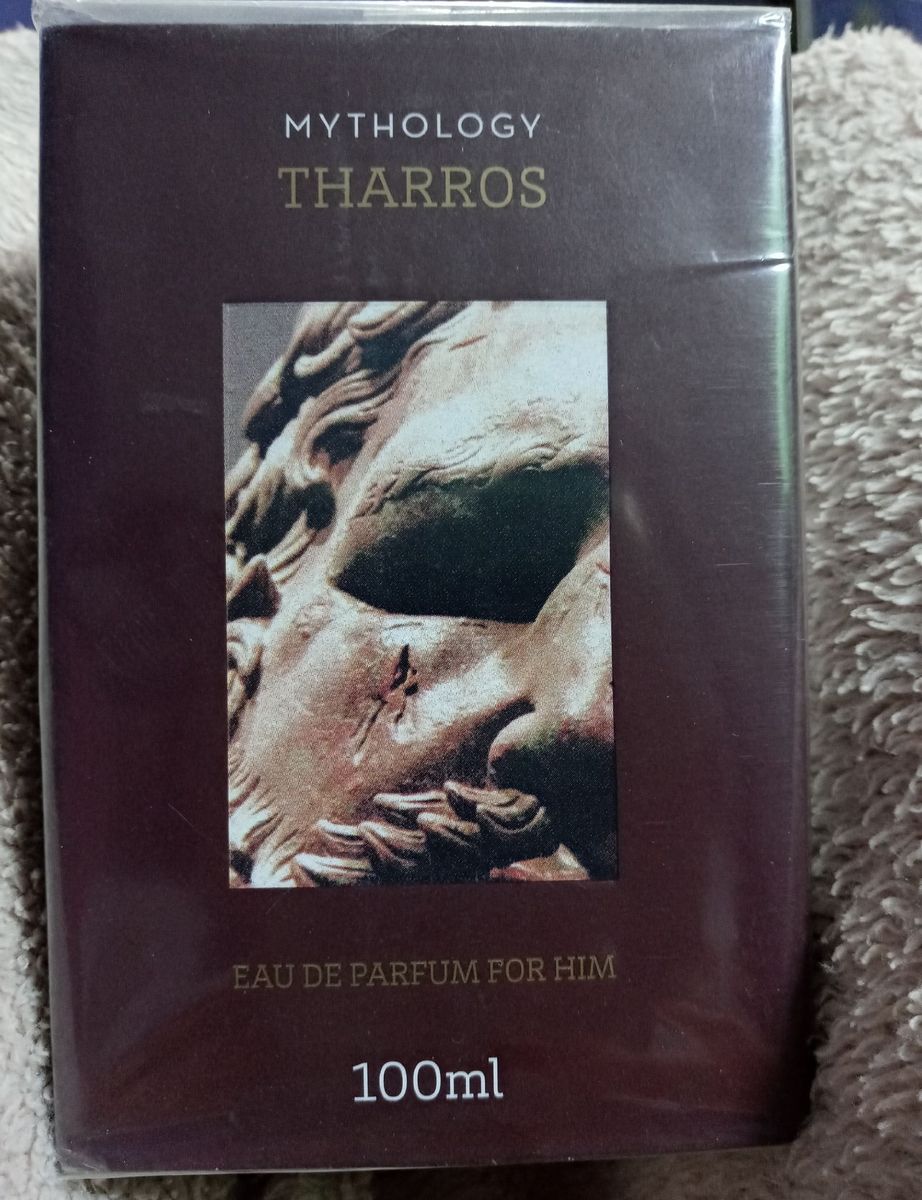 MYTHOLOGY
THARROS
EAU DE PARFUM FOR HIM
100ml